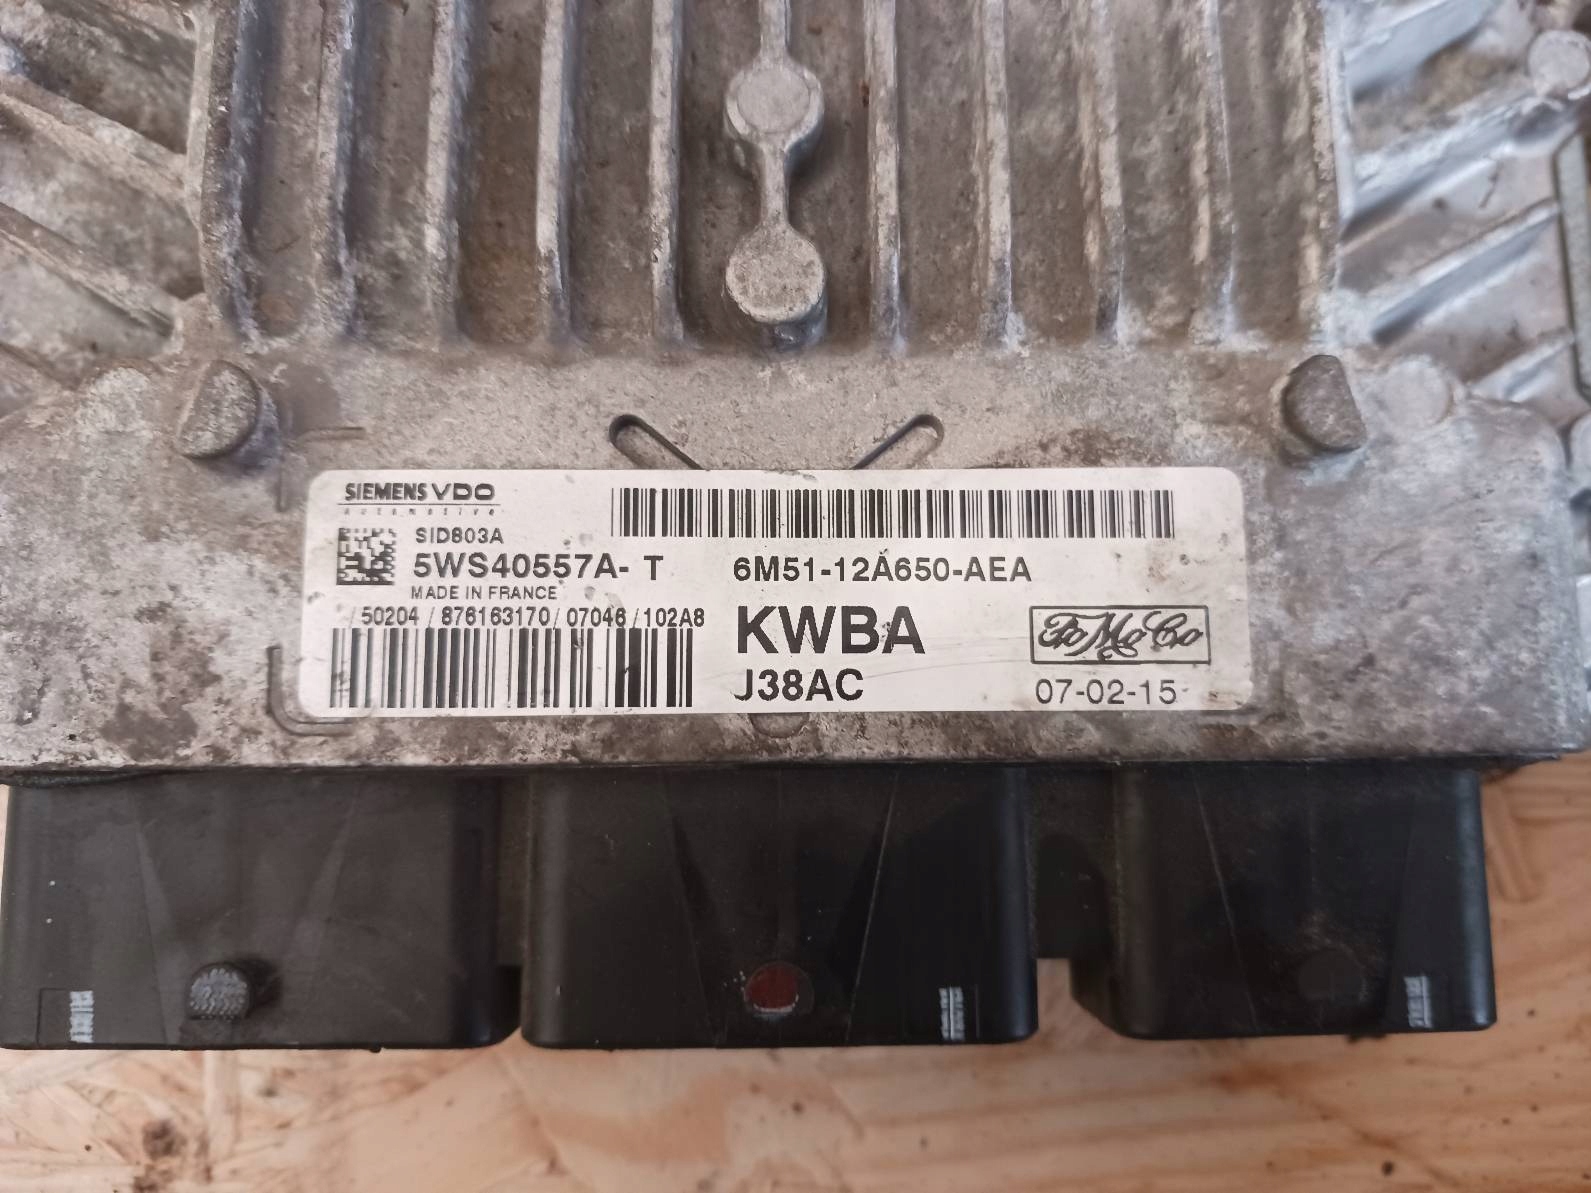 SIEMENS VDO
automotive
SID803A
5WS40557A- T
MADE IN FRANCE
/ 50204 / 876163170 / 07046 / 102A8
6M51-12A650-AEA
KWBA
J38AC
FoMoCo
07-02-15